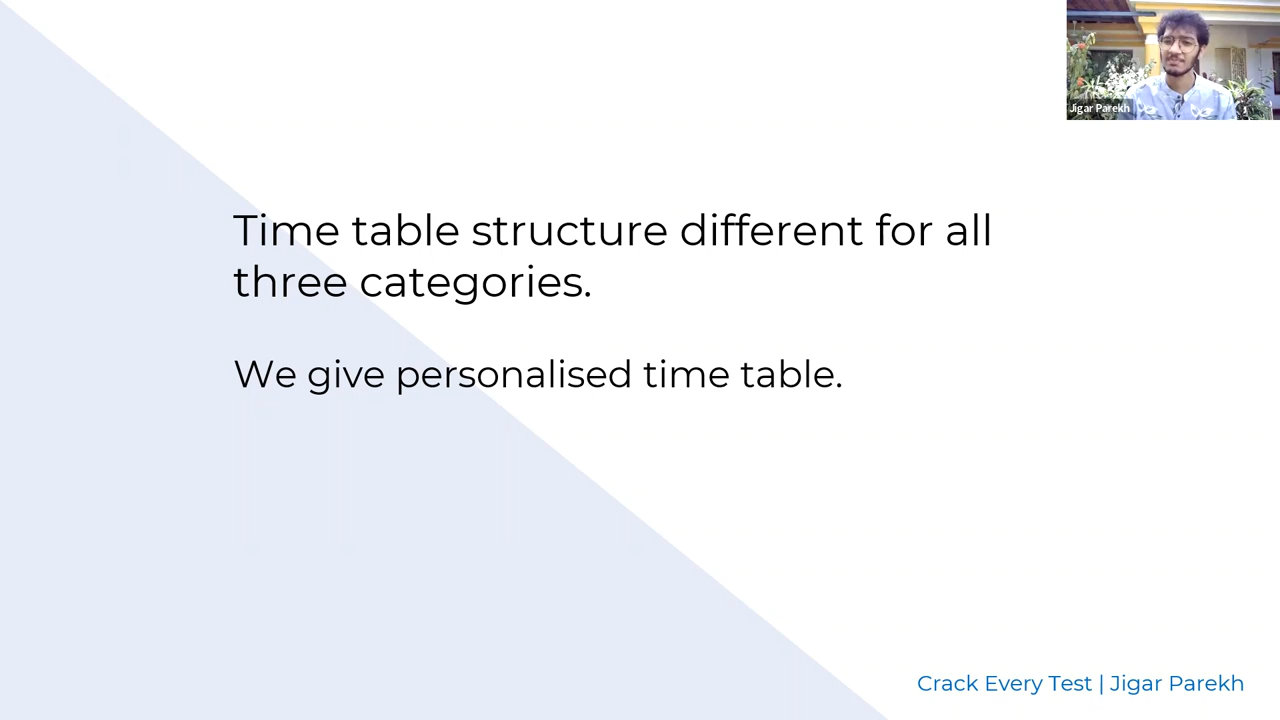 Jigar Parekh
Time table structure different for all
three categories.
We give personalised time table.
Crack Every Test | Jigar Parekh